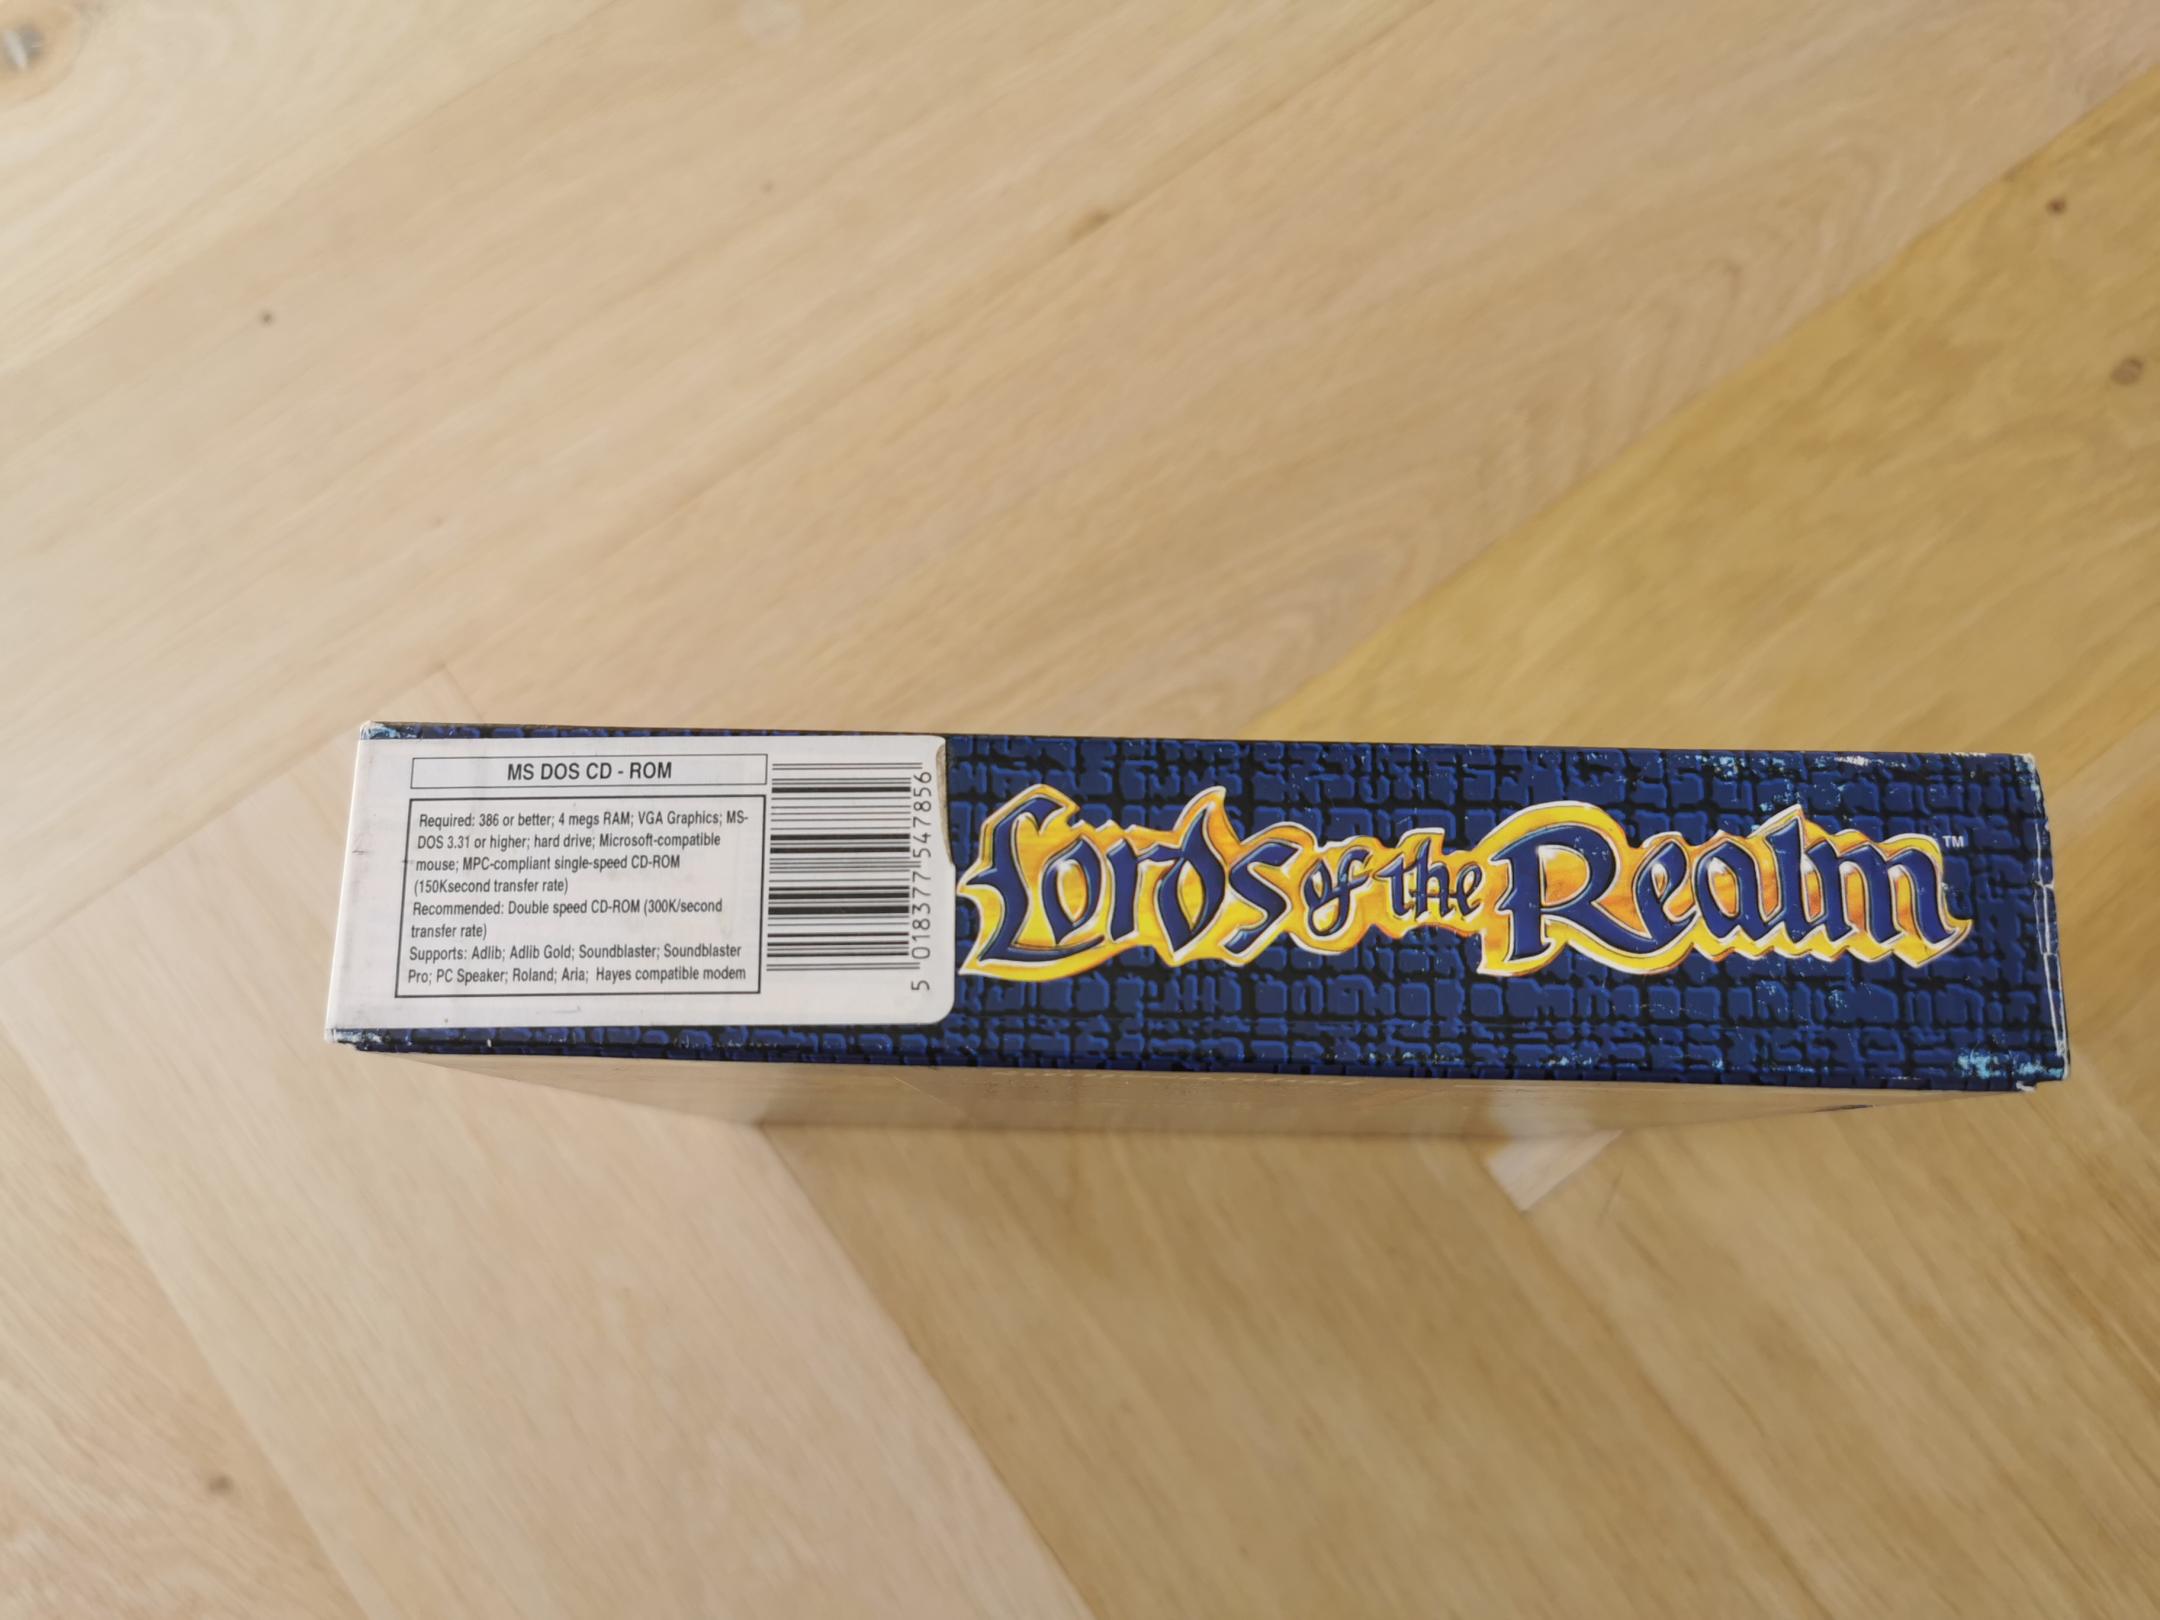 MS DOS CD - ROM
Required: 386 or better; 4 megs RAM; VGA Graphics; MS-
DOS 3.31 or higher; hard drive; Microsoft-compatible
mouse; MPC-compliant single-speed CD-ROM
(150Ksecond transfer rate)
Recommended: Double speed CD-ROM (300K/second
transfer rate)
Supports: Adlib; Adlib Gold; Soundblaster; Soundblaster
Pro; PC Speaker; Roland; Aria; Hayes compatible modem
5 018377 547856
Lords of the Realm™